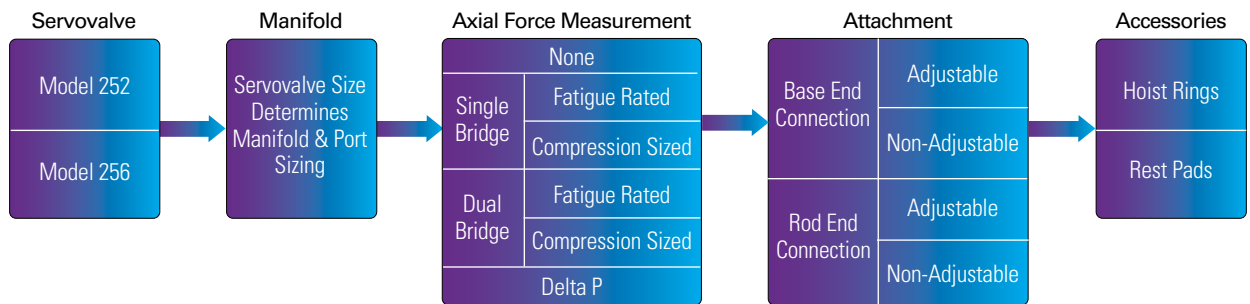 Servovalve
Model 252
Model 256
Manifold
Servovalve Size
Determines
Manifold & Port
Sizing
Axial Force Measurement
None
Single
Bridge
Fatigue Rated
Compression Sized
Dual
Bridge
Fatigue Rated
Compression Sized
Delta P
Attachment
Base End
Connection
Adjustable
Non-Adjustable
Rod End
Connection
Adjustable
Non-Adjustable
Accessories
Hoist Rings
Rest Pads